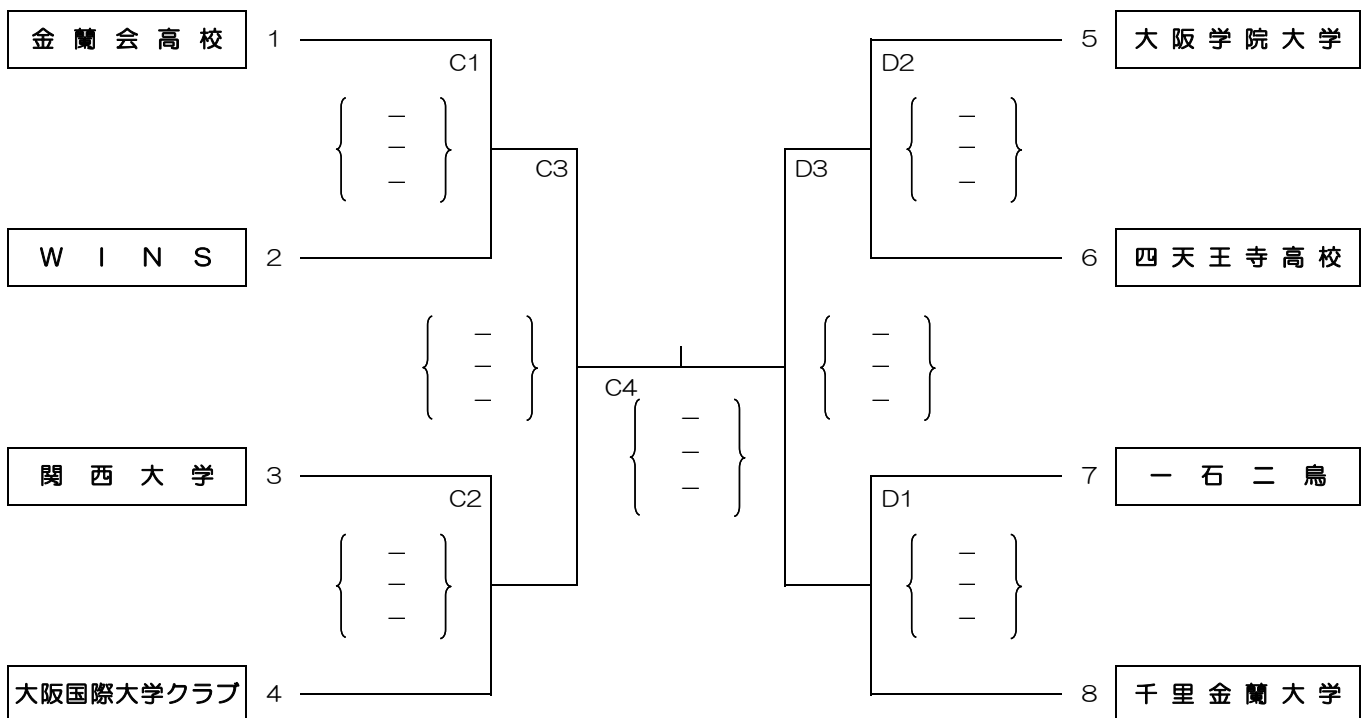 金蘭会高校 1 5 大阪学院大学
C1 D2
{ － } { － }
－ －
－ －
C3 D3
WINS 2 6 四天王寺高校
{ － } { － }
－ －
－ －
C4
{ － }
－
－
関西大学 3 7 一石二鳥
C2 D1
{ － } { － }
－ －
－ －
大阪国際大学クラブ 4 8 千里金蘭大学